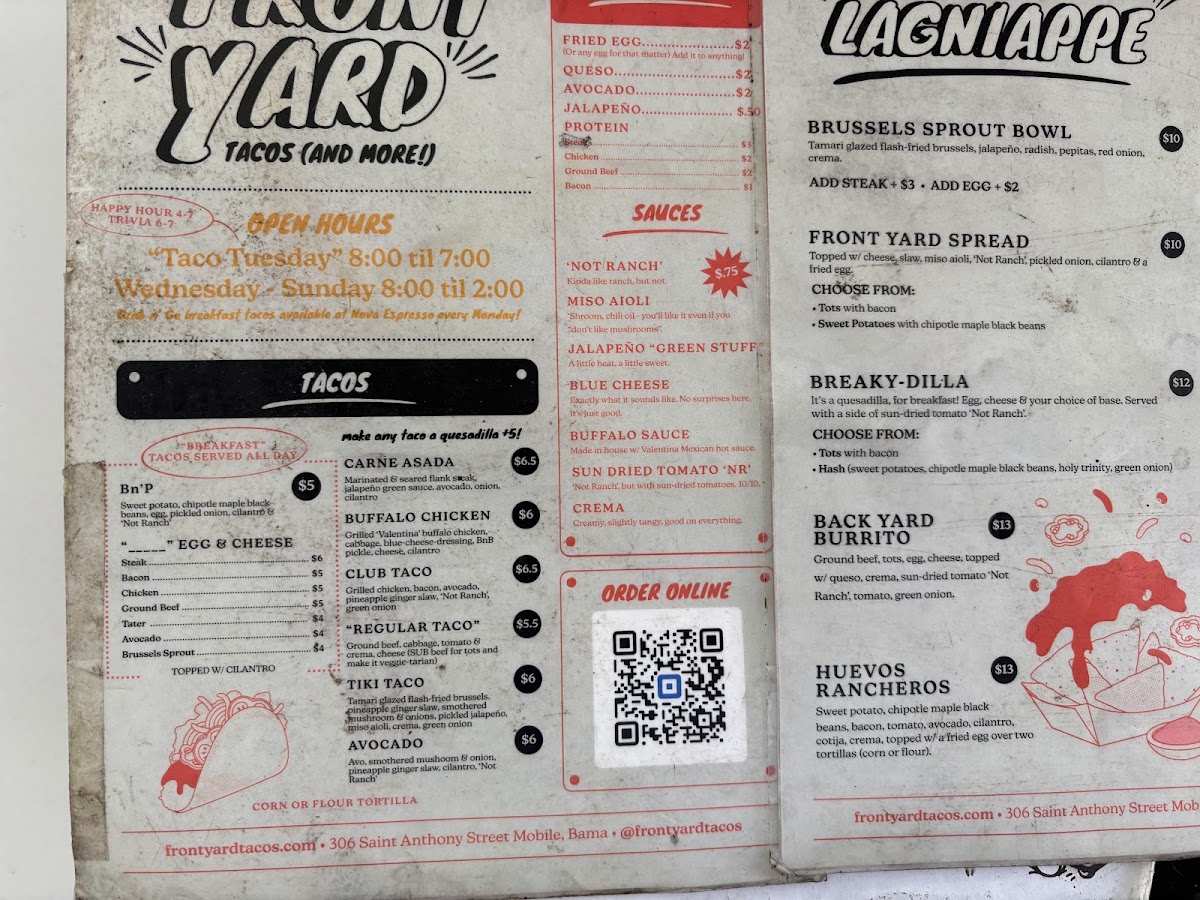 FRONT
YARD
TACOS (AND MORE!)
HAPPY HOUR 4-7
TRIVIA 6-7
OPEN HOURS
"Taco Tuesday" 8:00 til 7:00
Wednesday - Sunday 8:00 til 2:00
Grab n' Go breakfast tacos available at Nova Espresso every Monday!
TACOS
"BREAKFAST"
TACOS SERVED ALL DAY
Bn'P $5
Sweet potato, chipotle maple black
beans, egg, pickled onion, cilantro &
'Not Ranch'
"_____" EGG & CHEESE
Steak $6
Bacon $5
Chicken $5
Ground Beef $5
Tater $4
Avocado $4
Brussels Sprout $4
TOPPED W/ CILANTRO
make any taco a quesadilla +5!
CARNE ASADA $6.5
Marinated & seared flank steak,
jalapeño green sauce, avocado, onion,
cilantro
BUFFALO CHICKEN $6
Grilled 'Valentina' buffalo chicken,
cabbage, blue-cheese-dressing, BnB
pickle, cheese, cilantro
CLUB TACO $6.5
Grilled chicken, bacon, avocado,
pineapple ginger slaw, 'Not Ranch',
green onion
"REGULAR TACO" $5.5
Ground beef, cabbage, tomato &
crema, cheese (SUB beef for tots and
make it veggie-tarian)
TIKI TACO $6
Tamari glazed flash-fried brussels,
pineapple ginger slaw, smothered
mushroom & onions, pickled jalapeño,
miso aioli, crema, green onion
AVOCADO $6
Avo, smothered mushoom & onion,
pineapple ginger slaw, cilantro, 'Not
Ranch'
CORN OR FLOUR TORTILLA
frontyardtacos.com • 306 Saint Anthony Street Mobile, Bama • @frontyardtacos
FRIED EGG $2
(Or any egg for that matter) Add it to anything!
QUESO $2
AVOCADO $2
JALAPEÑO $.50
PROTEIN
Steak $3
Chicken $2
Ground Beef $2
Bacon $1
SAUCES
$.75
'NOT RANCH'
Kinda like ranch, but not.
MISO AIOLI
'Shroom, chili oil - you'll like it even if you
"don't like mushrooms".
JALAPEÑO "GREEN STUFF"
A little heat, a little sweet.
BLUE CHEESE
Exactly what it sounds like. No surprises here,
it's just good.
BUFFALO SAUCE
Made in house w/ Valentina Mexican hot sauce.
SUN DRIED TOMATO 'NR'
'Not Ranch', but with sun-dried tomatoes. 10/10.
CREMA
Creamy, slightly tangy, good on everything.
ORDER ONLINE
LAGNIAPPE
BRUSSELS SPROUT BOWL $10
Tamari glazed flash-fried brussels, jalapeño, radish, pepitas, red onion,
crema.
ADD STEAK + $3 • ADD EGG + $2
FRONT YARD SPREAD $10
Topped w/ cheese, slaw, miso aioli, 'Not Ranch', pickled onion, cilantro & a
fried egg.
CHOOSE FROM:
• Tots with bacon
• Sweet Potatoes with chipotle maple black beans
BREAKY-DILLA $12
It's a quesadilla, for breakfast! Egg, cheese & your choice of base. Served
with a side of sun-dried tomato 'Not Ranch'.
CHOOSE FROM:
• Tots with bacon
• Hash (sweet potatoes, chipotle maple black beans, holy trinity, green onion)
BACK YARD
BURRITO $13
Ground beef, tots, egg, cheese, topped
w/ queso, crema, sun-dried tomato 'Not
Ranch', tomato, green onion.
HUEVOS
RANCHEROS $13
Sweet potato, chipotle maple black
beans, bacon, tomato, avocado, cilantro,
cotija, crema, topped w/ a fried egg over two
tortillas (corn or flour).
frontyardtacos.com • 306 Saint Anthony Street Mob